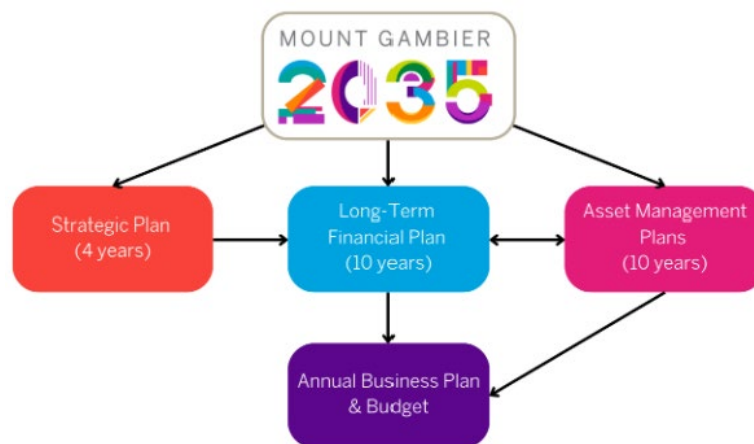 MOUNT GAMBIER
2035
Strategic Plan
(4 years)
Long-Term
Financial Plan
(10 years)
Asset Management
Plans
(10 years)
Annual Business Plan
& Budget